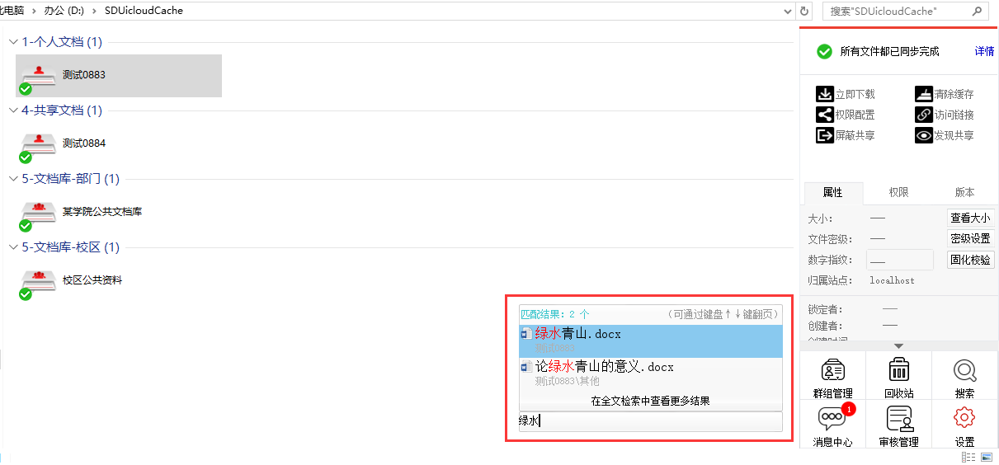 此电脑 › 办公 (D:) › SDUicloudCache
搜索"SDUicloudCache"
1-个人文档 (1)
测试0883
4-共享文档 (1)
测试0884
5-文档库-部门 (1)
某学院公共文档库
5-文档库-校区 (1)
校区公共资料
匹配结果: 2 个 (可通过键盘↑↓键翻页)
绿水青山.docx
测试0883
论绿水青山的意义.docx
测试0883\其他
在全文检索中查看更多结果
绿水
所有文件都已同步完成 详情
立即下载 清除缓存
权限配置 访问链接
屏蔽共享 发现共享
属性 权限 版本
大小: —— 查看大小
文件密级: —— 密级设置
数字指纹: —— 固化校验
归属站点: localhost
锁定者: ——
创建者: ——
创建时间
群组管理 回收站 搜索
1
消息中心 审核管理 设置